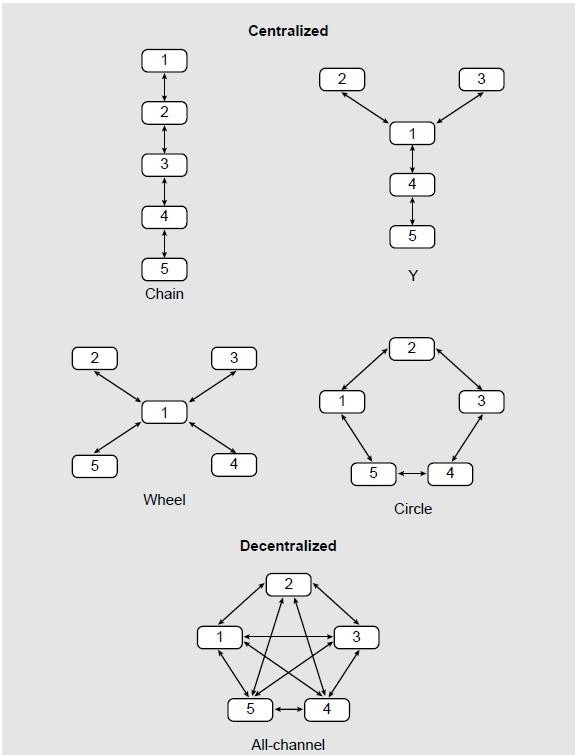 Centralized
1
2
3
4
5
Chain
2 3
1
4
5
Y
2 3
1
5 4
Wheel
2
1 3
5 4
Circle
Decentralized
2
1 3
5 4
All-channel